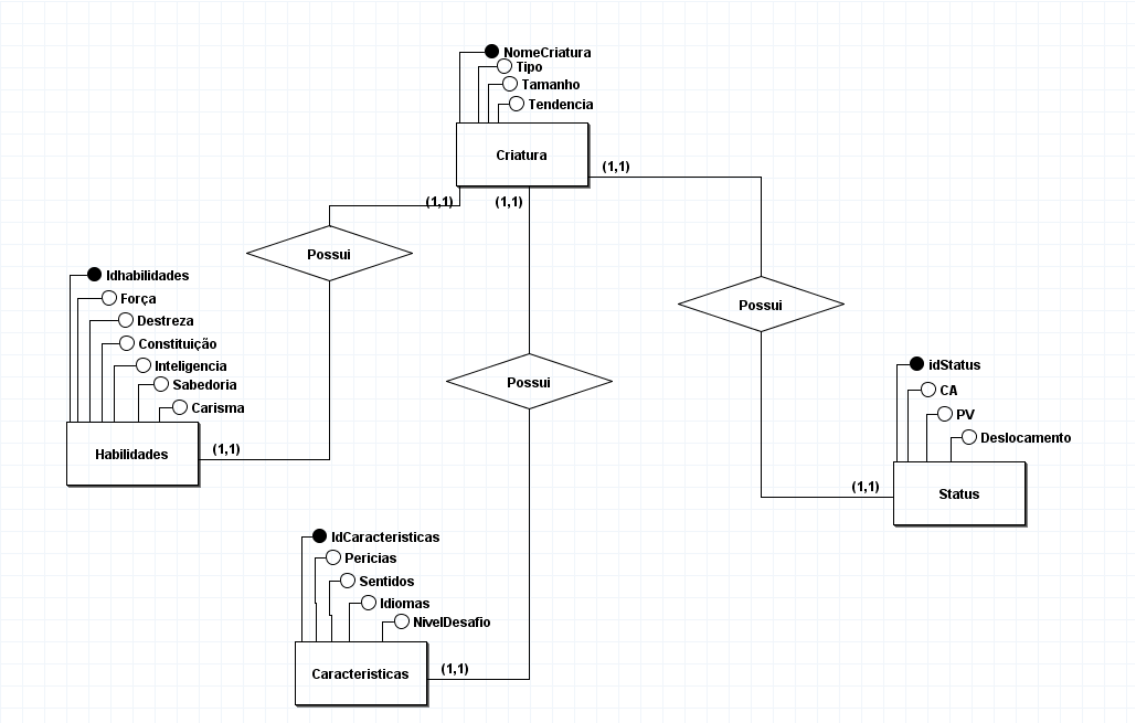 NomeCriatura
Tipo
Tamanho
Tendencia
Criatura
(1,1)
(1,1)
(1,1)
Possui
Idhabilidades
Força
Destreza
Constituição
Inteligencia
Sabedoria
Carisma
Habilidades
(1,1)
Possui
Possui
idStatus
CA
PV
Deslocamento
(1,1)
Status
IdCaracteristicas
Pericias
Sentidos
Idiomas
NivelDesafio
Caracteristicas
(1,1)